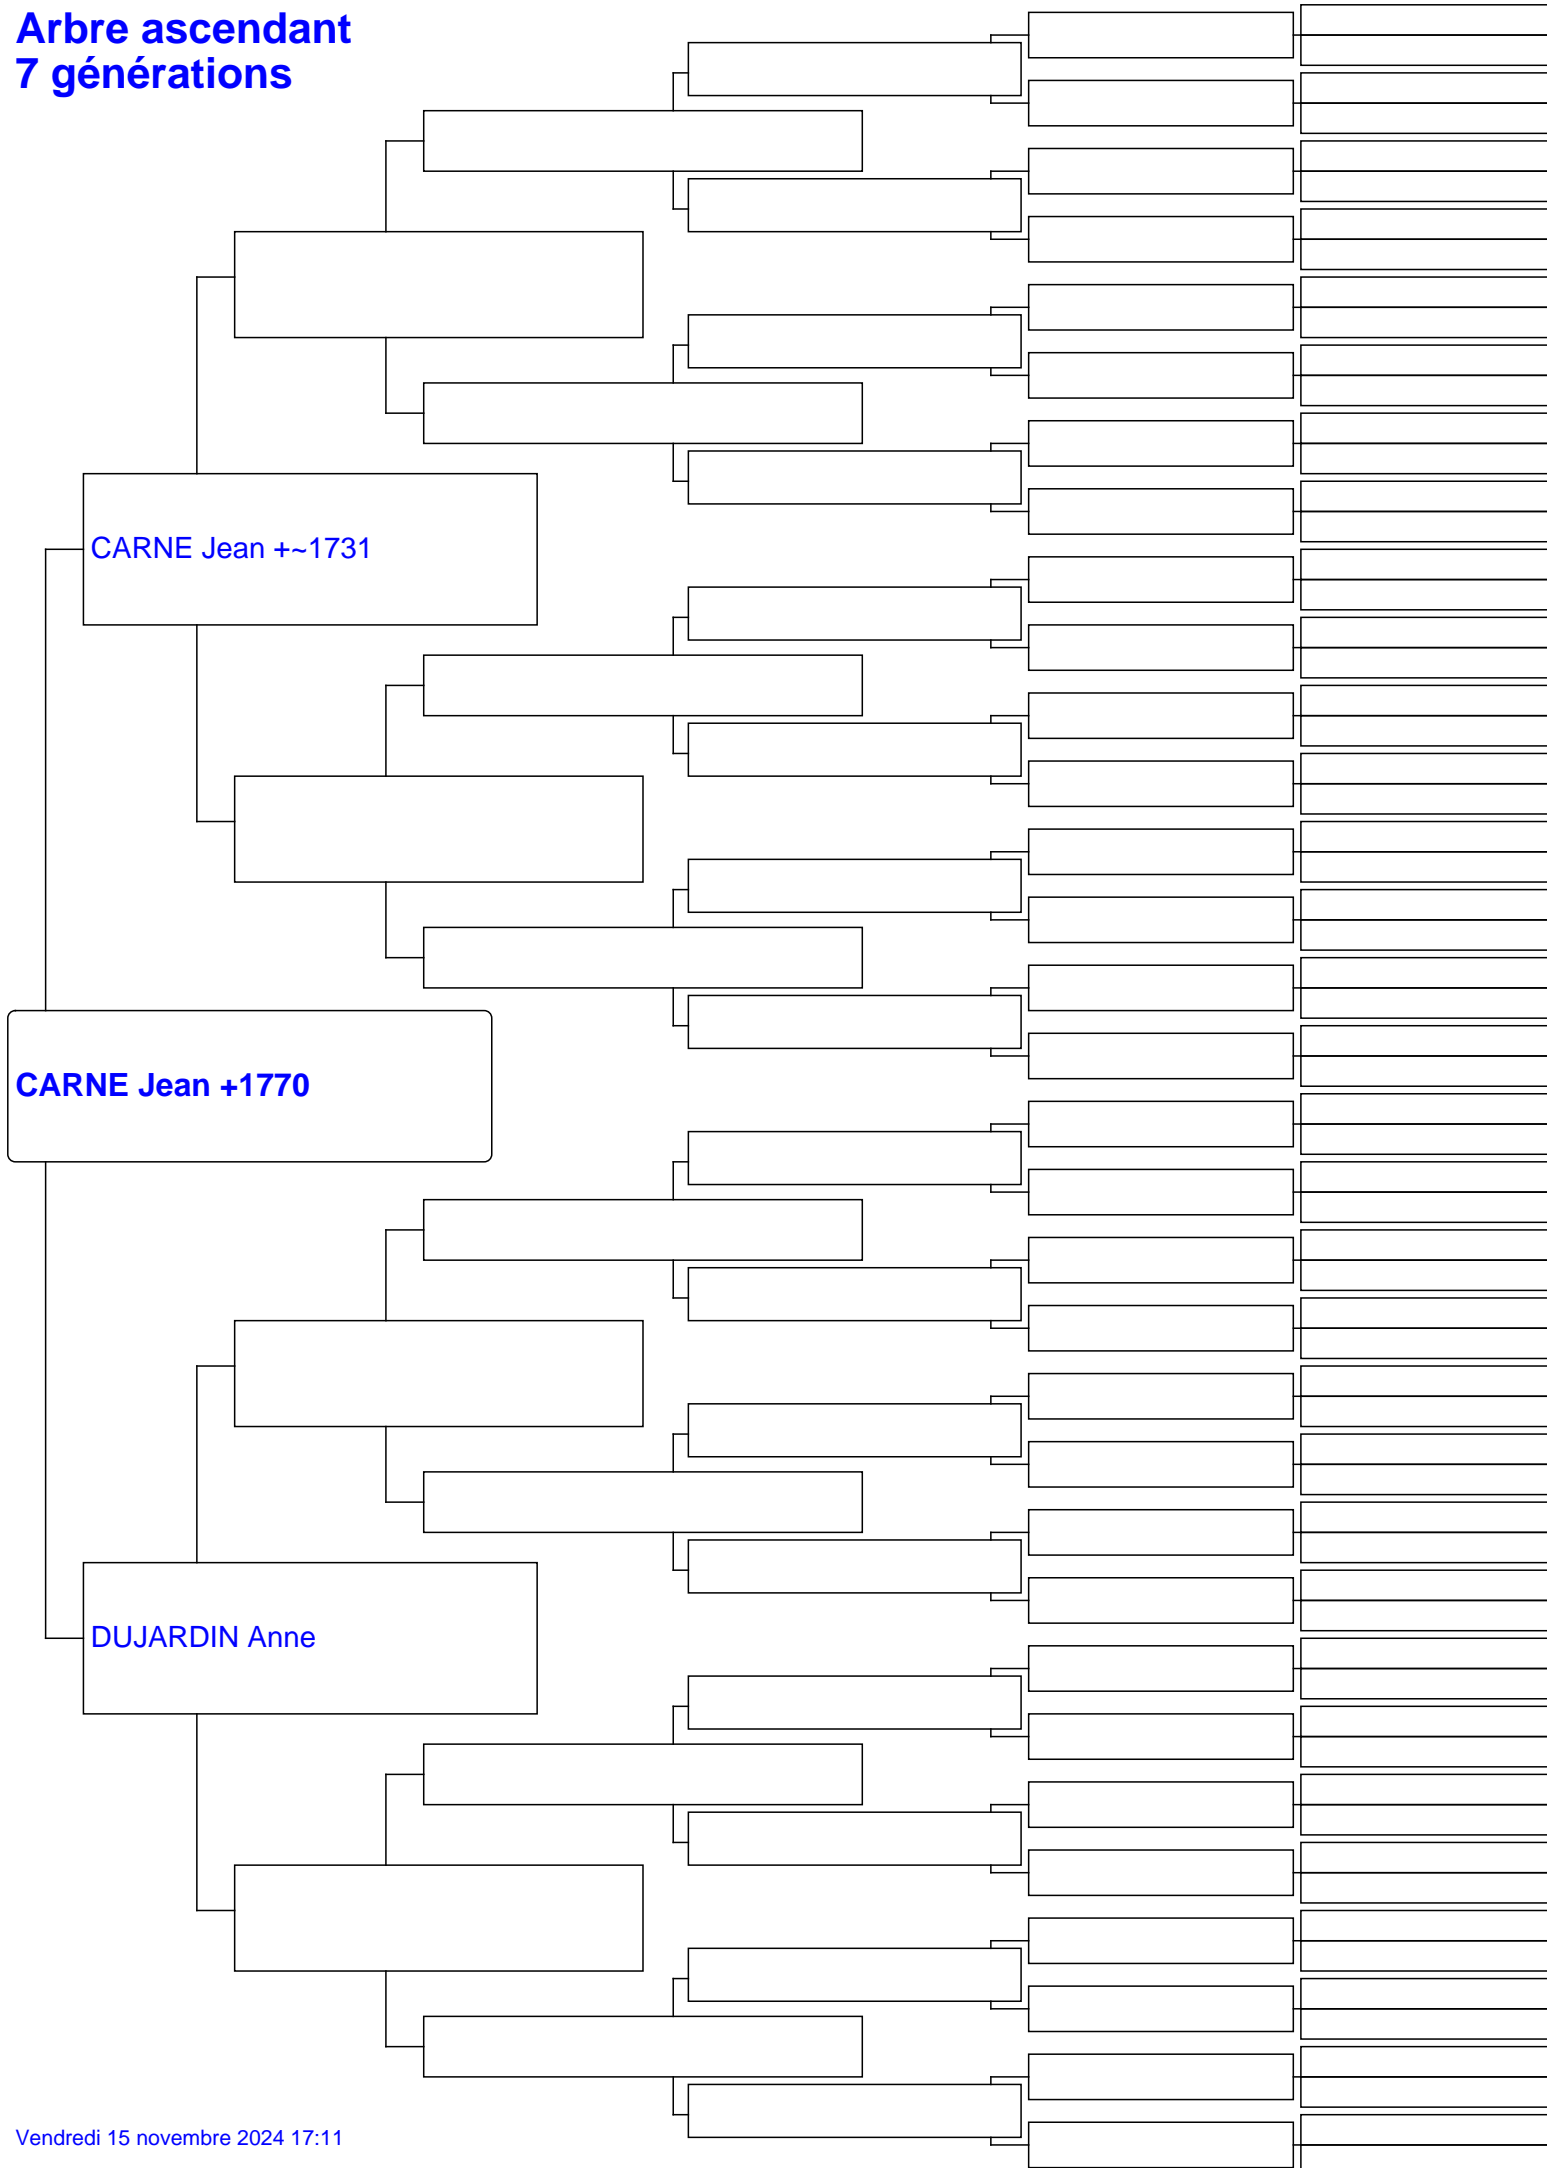 Arbre ascendant
7 générations
CARNE Jean +~1731
CARNE Jean +1770
DUJARDIN Anne
Vendredi 15 novembre 2024 17:11